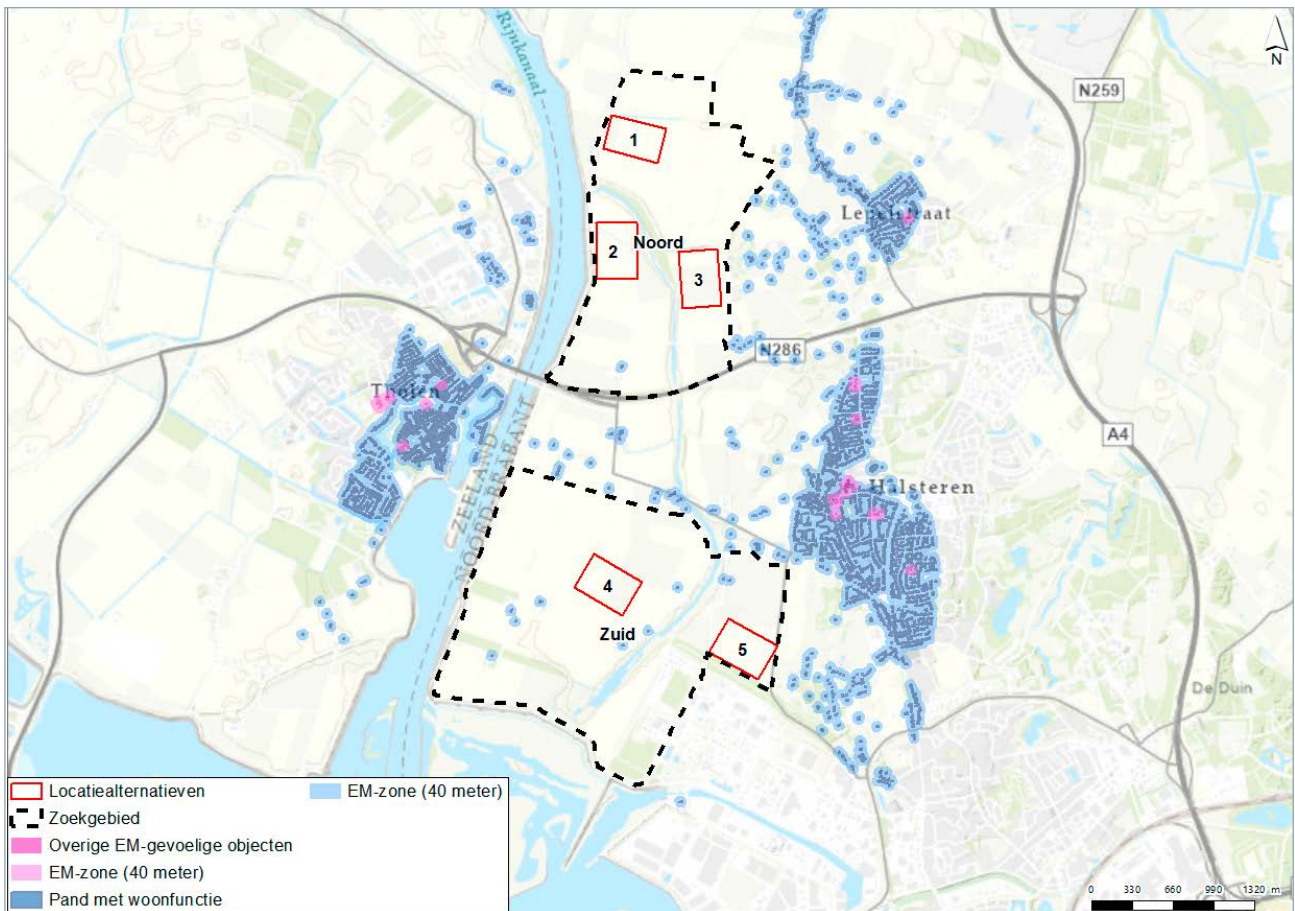 Rijnkanaal
N
N259
1
Lepelstraat
2
Noord
3
N286
Tholen
A4
ZEELAND
NOORD-BRABANT
Halsteren
4
Zuid
5
De Duin
Locatiealternatieven
EM-zone (40 meter)
Zoekgebied
Overige EM-gevoelige objecten
EM-zone (40 meter)
Pand met woonfunctie
0 330 660 990 1320 m